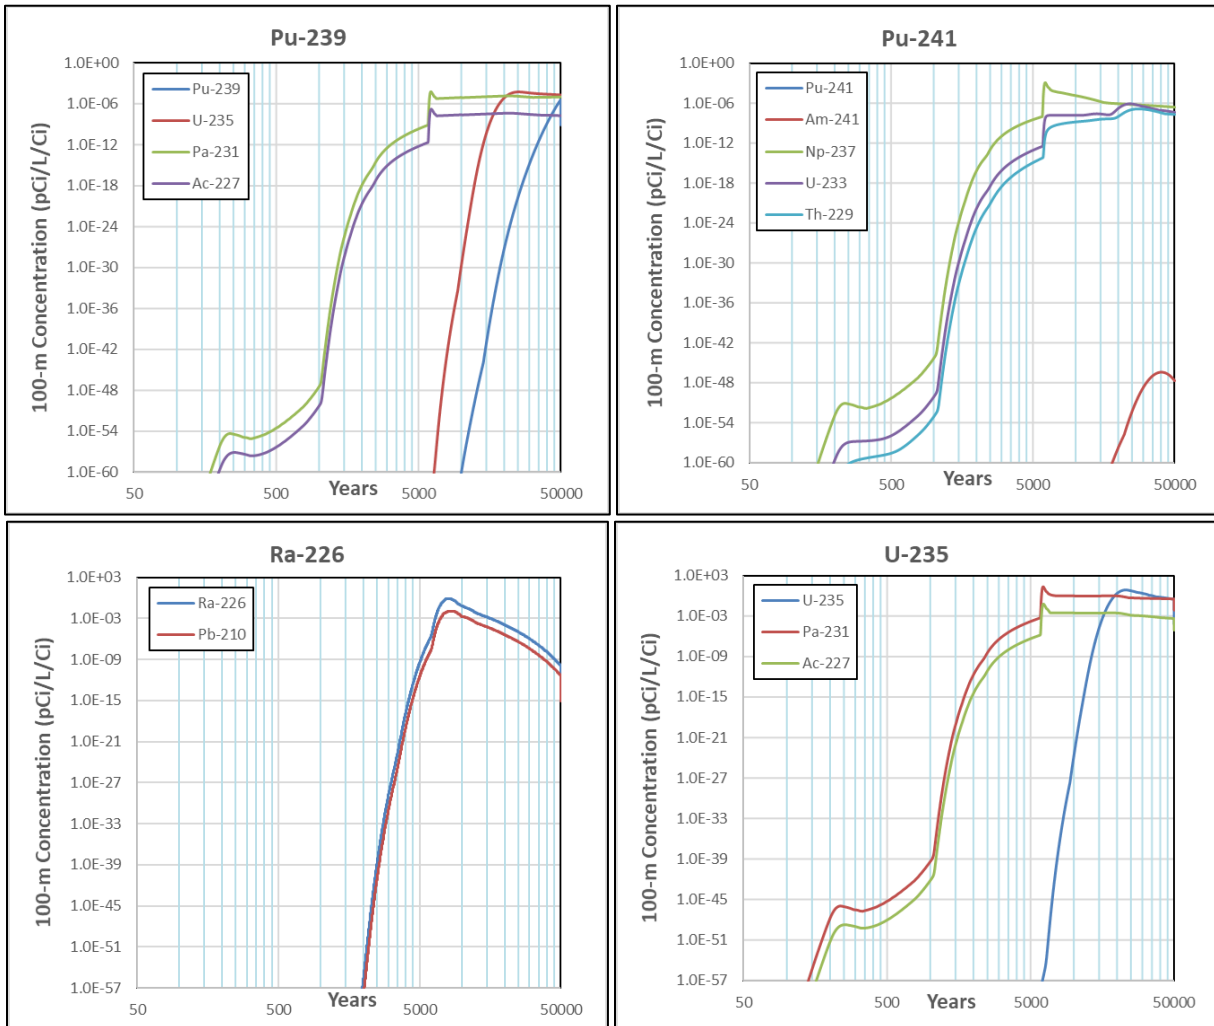 Pu-239
100-m Concentration (pCi/L/Ci)
1.0E+00
1.0E-06
1.0E-12
1.0E-18
1.0E-24
1.0E-30
1.0E-36
1.0E-42
1.0E-48
1.0E-54
1.0E-60
Pu-239
U-235
Pa-231
Ac-227
50
500
5000
50000
Years
Pu-241
100-m Concentration (pCi/L/Ci)
1.0E+00
1.0E-06
1.0E-12
1.0E-18
1.0E-24
1.0E-30
1.0E-36
1.0E-42
1.0E-48
1.0E-54
1.0E-60
Pu-241
Am-241
Np-237
U-233
Th-229
50
500
5000
50000
Years
Ra-226
100-m Concentration (pCi/L/Ci)
1.0E+03
1.0E-03
1.0E-09
1.0E-15
1.0E-21
1.0E-27
1.0E-33
1.0E-39
1.0E-45
1.0E-51
1.0E-57
Ra-226
Pb-210
50
500
5000
50000
Years
U-235
100-m Concentration (pCi/L/Ci)
1.0E+03
1.0E-03
1.0E-09
1.0E-15
1.0E-21
1.0E-27
1.0E-33
1.0E-39
1.0E-45
1.0E-51
1.0E-57
U-235
Pa-231
Ac-227
50
500
5000
50000
Years